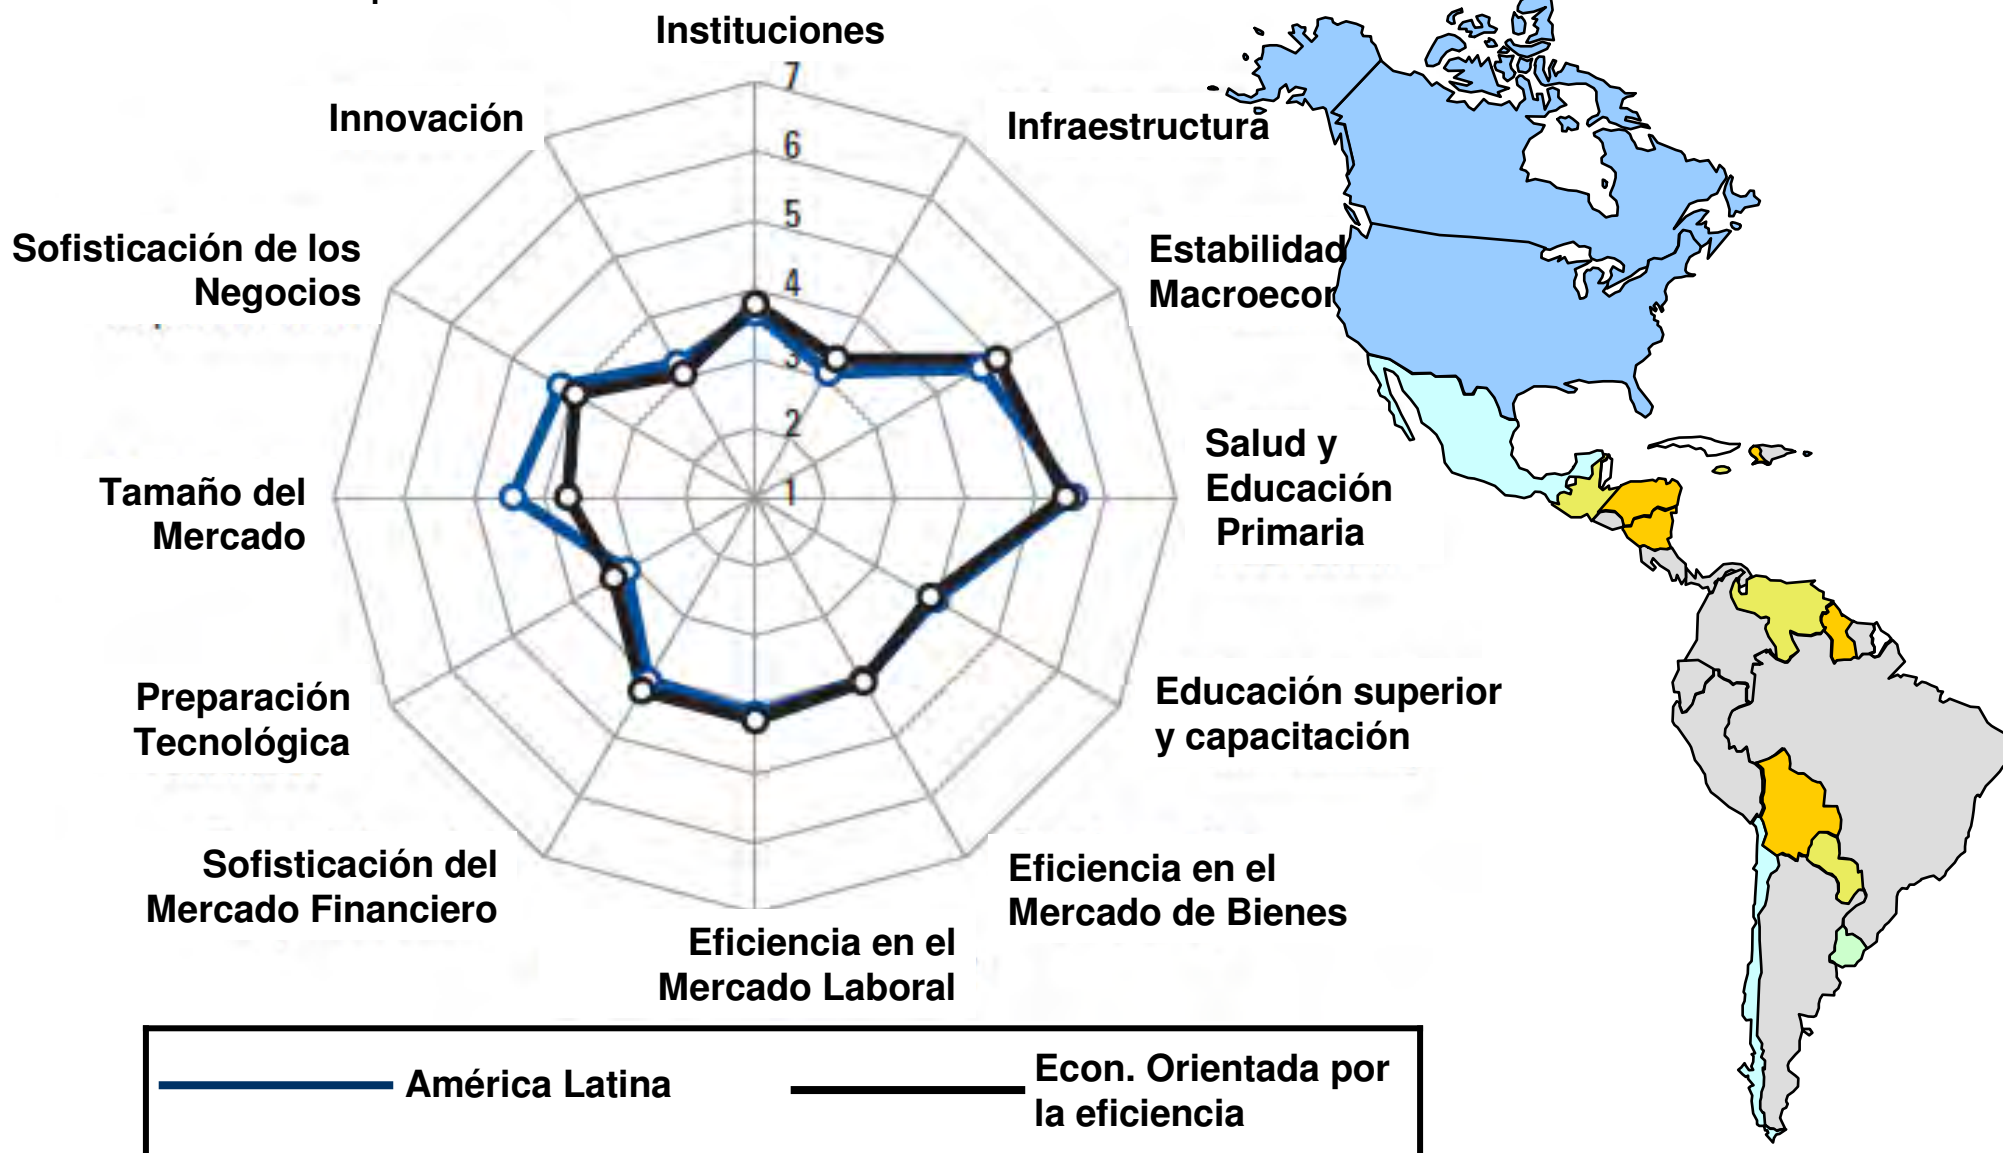 Instituciones
7
Innovación
Infraestructura
6
5
Sofisticación de los
Negocios
Estabilidad
Macroecon
4
3
2
1
Salud y
Educación
Primaria
Tamaño del
Mercado
Preparación
Tecnológica
Educación superior
y capacitación
Sofisticación del
Mercado Financiero
Eficiencia en el
Mercado de Bienes
Eficiencia en el
Mercado Laboral
América Latina
Econ. Orientada por
la eficiencia